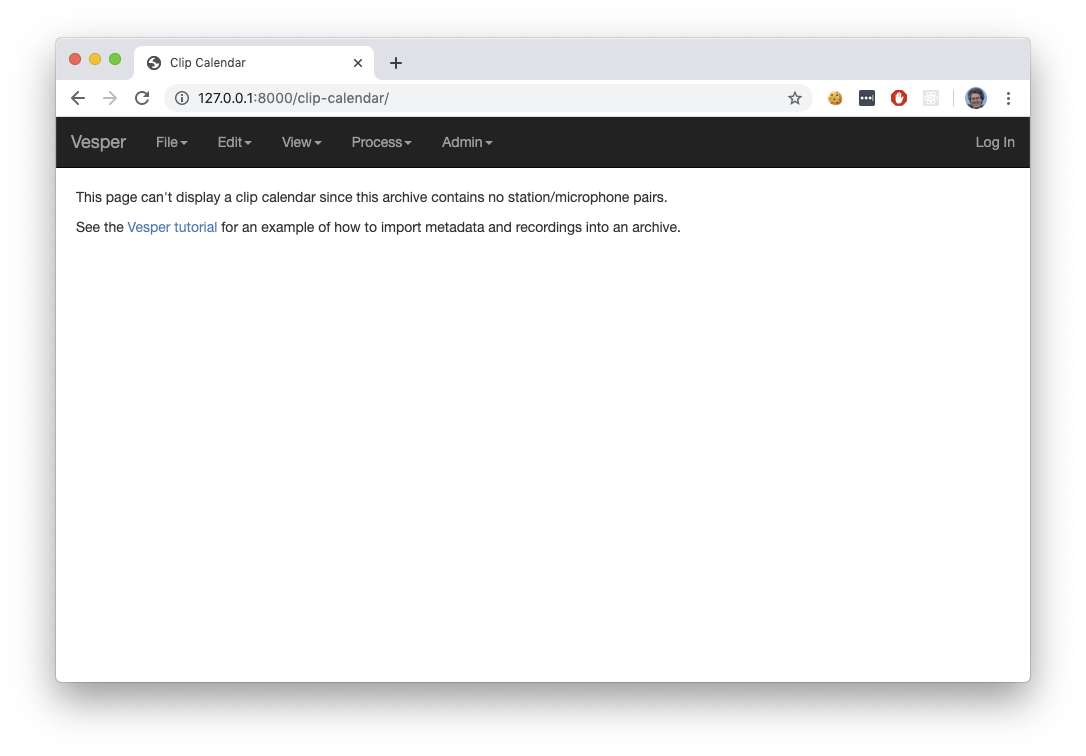 Clip Calendar
127.0.0.1:8000/clip-calendar/
Vesper File Edit View Process Admin Log In
This page can't display a clip calendar since this archive contains no station/microphone pairs.
See the Vesper tutorial for an example of how to import metadata and recordings into an archive.